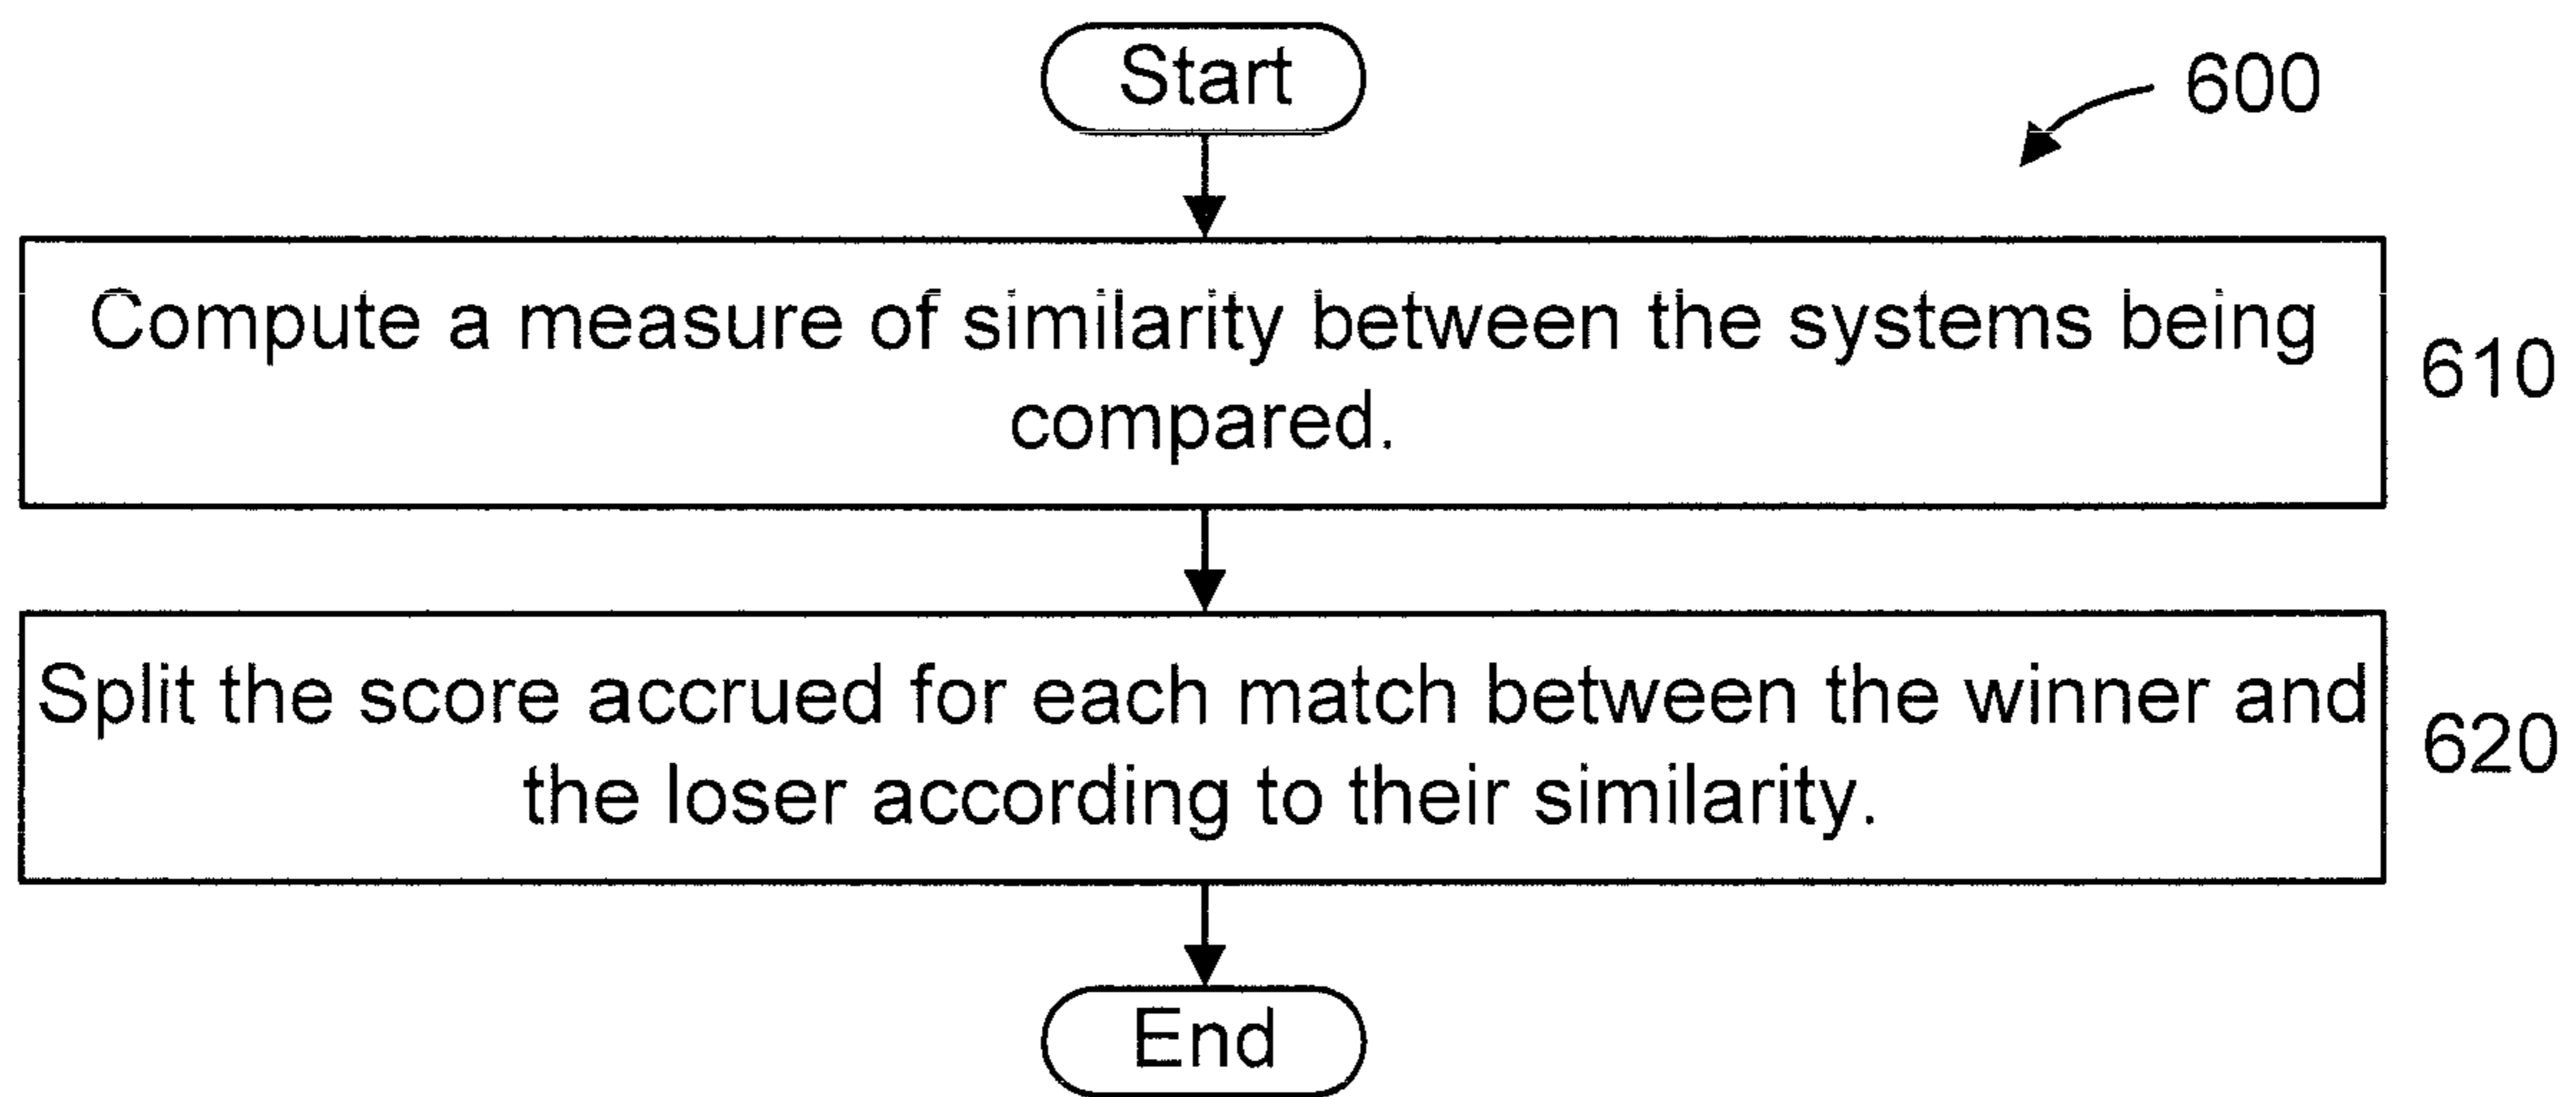 Start
600
Compute a measure of similarity between the systems being
compared.
610
Split the score accrued for each match between the winner and
the loser according to their similarity.
620
End